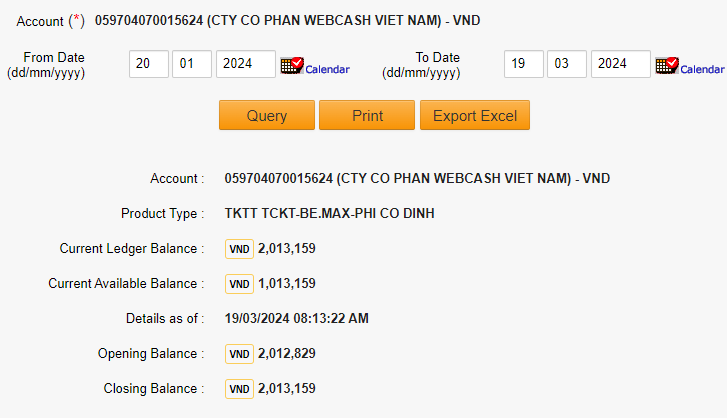 Account (*) 059704070015624 (CTY CO PHAN WEBCASH VIET NAM) - VND
From Date (dd/mm/yyyy) 20 01 2024 Calendar To Date (dd/mm/yyyy) 19 03 2024 Calendar
Query Print Export Excel
Account : 059704070015624 (CTY CO PHAN WEBCASH VIET NAM) - VND
Product Type : TKTT TCKT-BE.MAX-PHI CO DINH
Current Ledger Balance : VND 2,013,159
Current Available Balance : VND 1,013,159
Details as of : 19/03/2024 08:13:22 AM
Opening Balance : VND 2,012,829
Closing Balance : VND 2,013,159